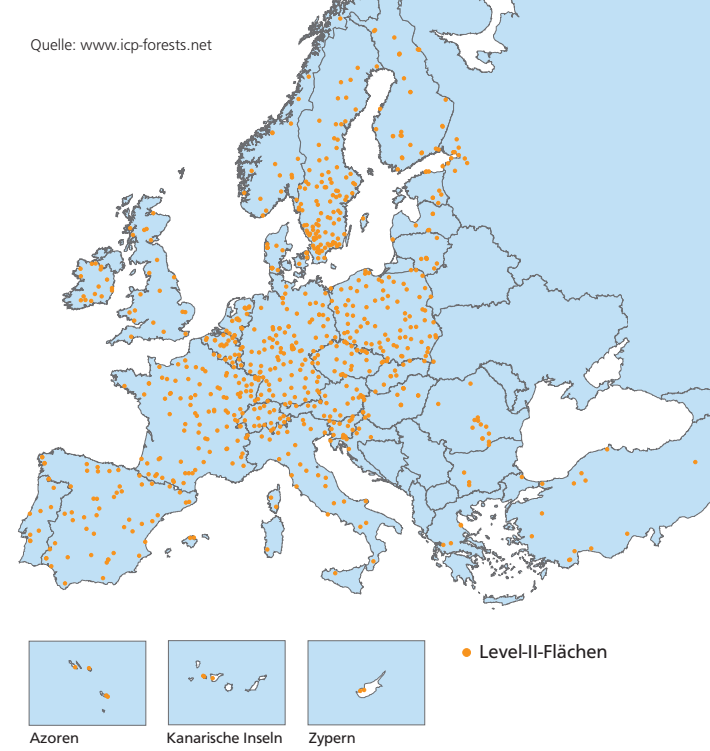 Quelle: www.icp-forests.net
Level-II-Flächen
Azoren
Kanarische Inseln
Zypern